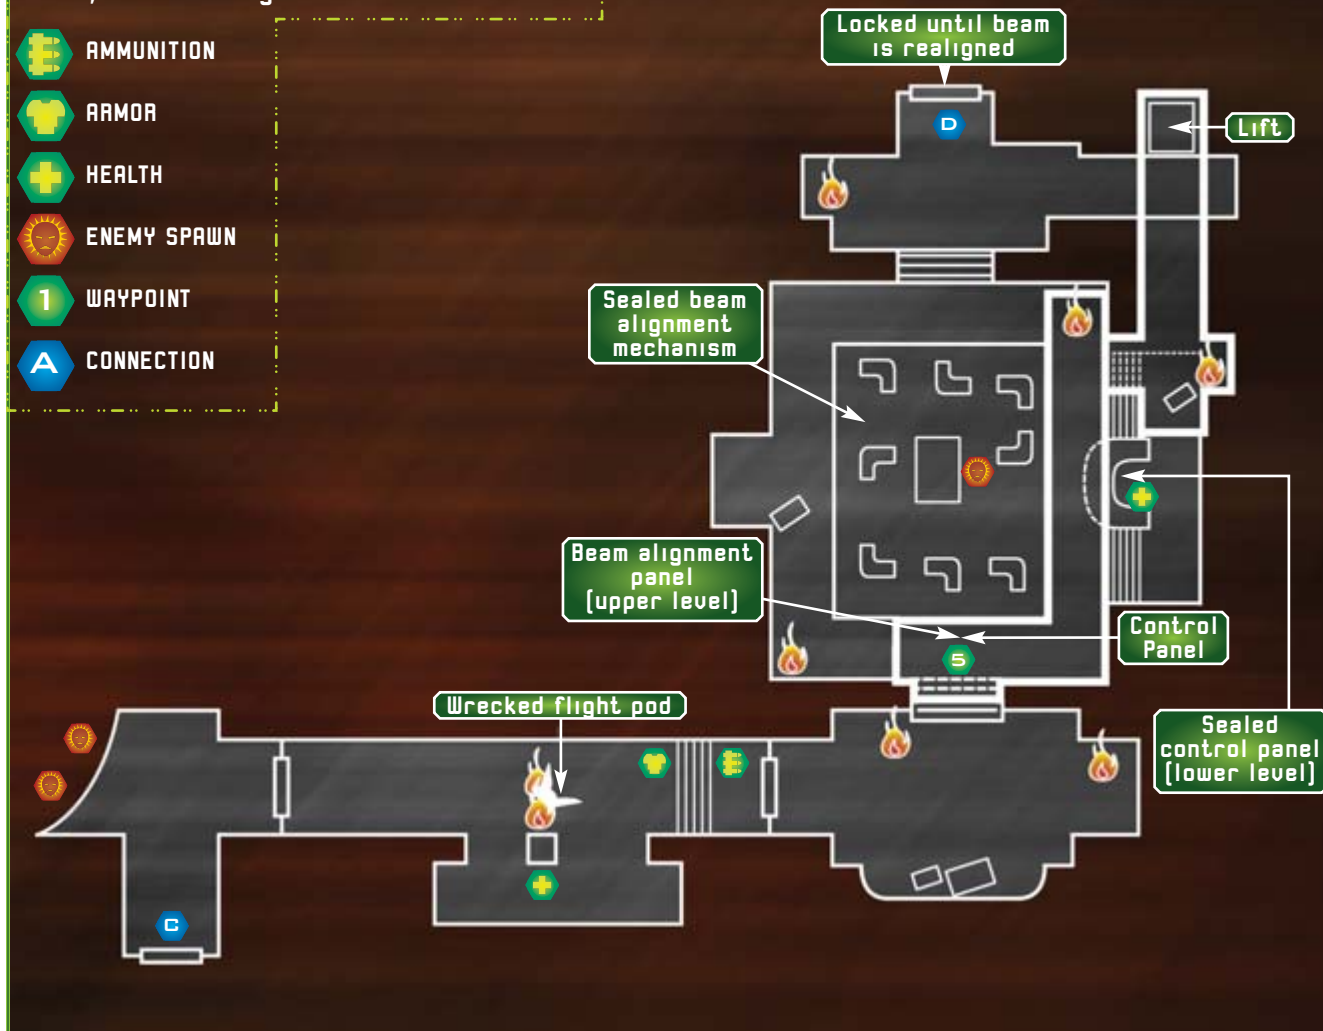 AMMUNITION
ARMOR
HEALTH
ENEMY SPAWN
1
WAYPOINT
A
CONNECTION
Locked until beam
is realigned
D
Lift
Sealed beam
alignment
mechanism
Beam alignment
panel
(upper level)
Control
Panel
5
Wrecked flight pod
Sealed
control panel
(lower level)
C